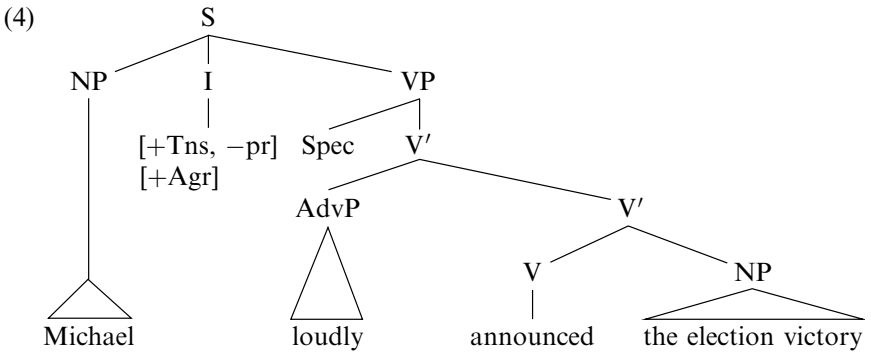 (4) S
NP I VP
[+Tns, −pr] Spec V′
[+Agr]
AdvP V′
V NP
Michael loudly announced the election victory